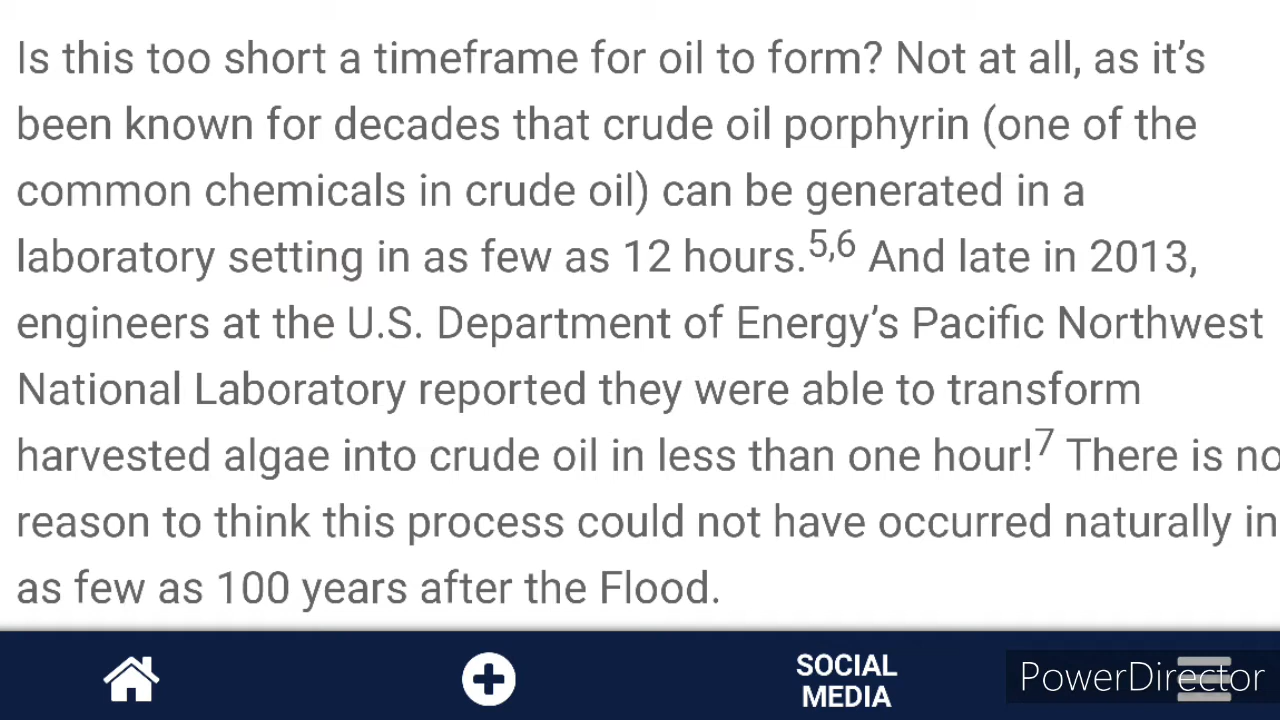 Is this too short a timeframe for oil to form? Not at all, as it’s
been known for decades that crude oil porphyrin (one of the
common chemicals in crude oil) can be generated in a
laboratory setting in as few as 12 hours.5,6 And late in 2013,
engineers at the U.S. Department of Energy’s Pacific Northwest
National Laboratory reported they were able to transform
harvested algae into crude oil in less than one hour!7 There is no
reason to think this process could not have occurred naturally in
as few as 100 years after the Flood.
SOCIAL
MEDIA
PowerDirector